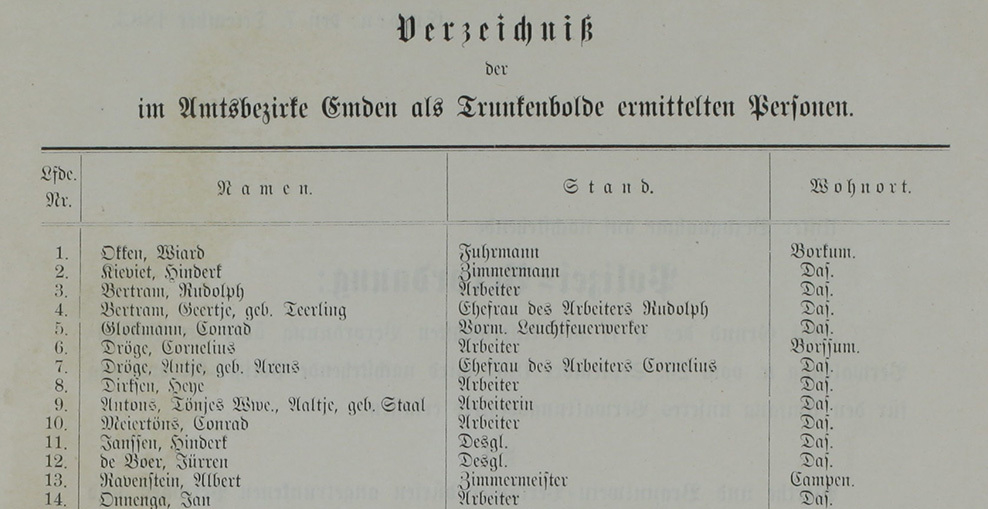 Verzeichniß
der
im Amtsbezirke Emden als Trunkenbolde ermittelten Personen.
Lfde. Nr. Namen. Stand. Wohnort.
1. Okken, Wiard Fuhrmann Borkum.
2. Kieviet, Hinderk Zimmermann Das.
3. Bertram, Rudolph Arbeiter Das.
4. Bertram, Geertje, geb. Teerling Ehefrau des Arbeiters Rudolph Das.
5. Glockmann, Conrad Vorm. Leuchtfeuerwerker Das.
6. Dröge, Cornelius Arbeiter Borssum.
7. Dröge, Antje, geb. Arens Ehefrau des Arbeiters Cornelius Das.
8. Dirksen, Heye Arbeiter Das.
9. Antons, Tönjes Wwe., Aaltje, geb. Staal Arbeiterin Das.
10. Meiertöns, Conrad Arbeiter Das.
11. Janssen, Hinderk Desgl. Das.
12. de Boer, Jürren Desgl. Das.
13. Ravenstein, Albert Zimmermeister Campen.
14. Onnenga, Jan Arbeiter Das.